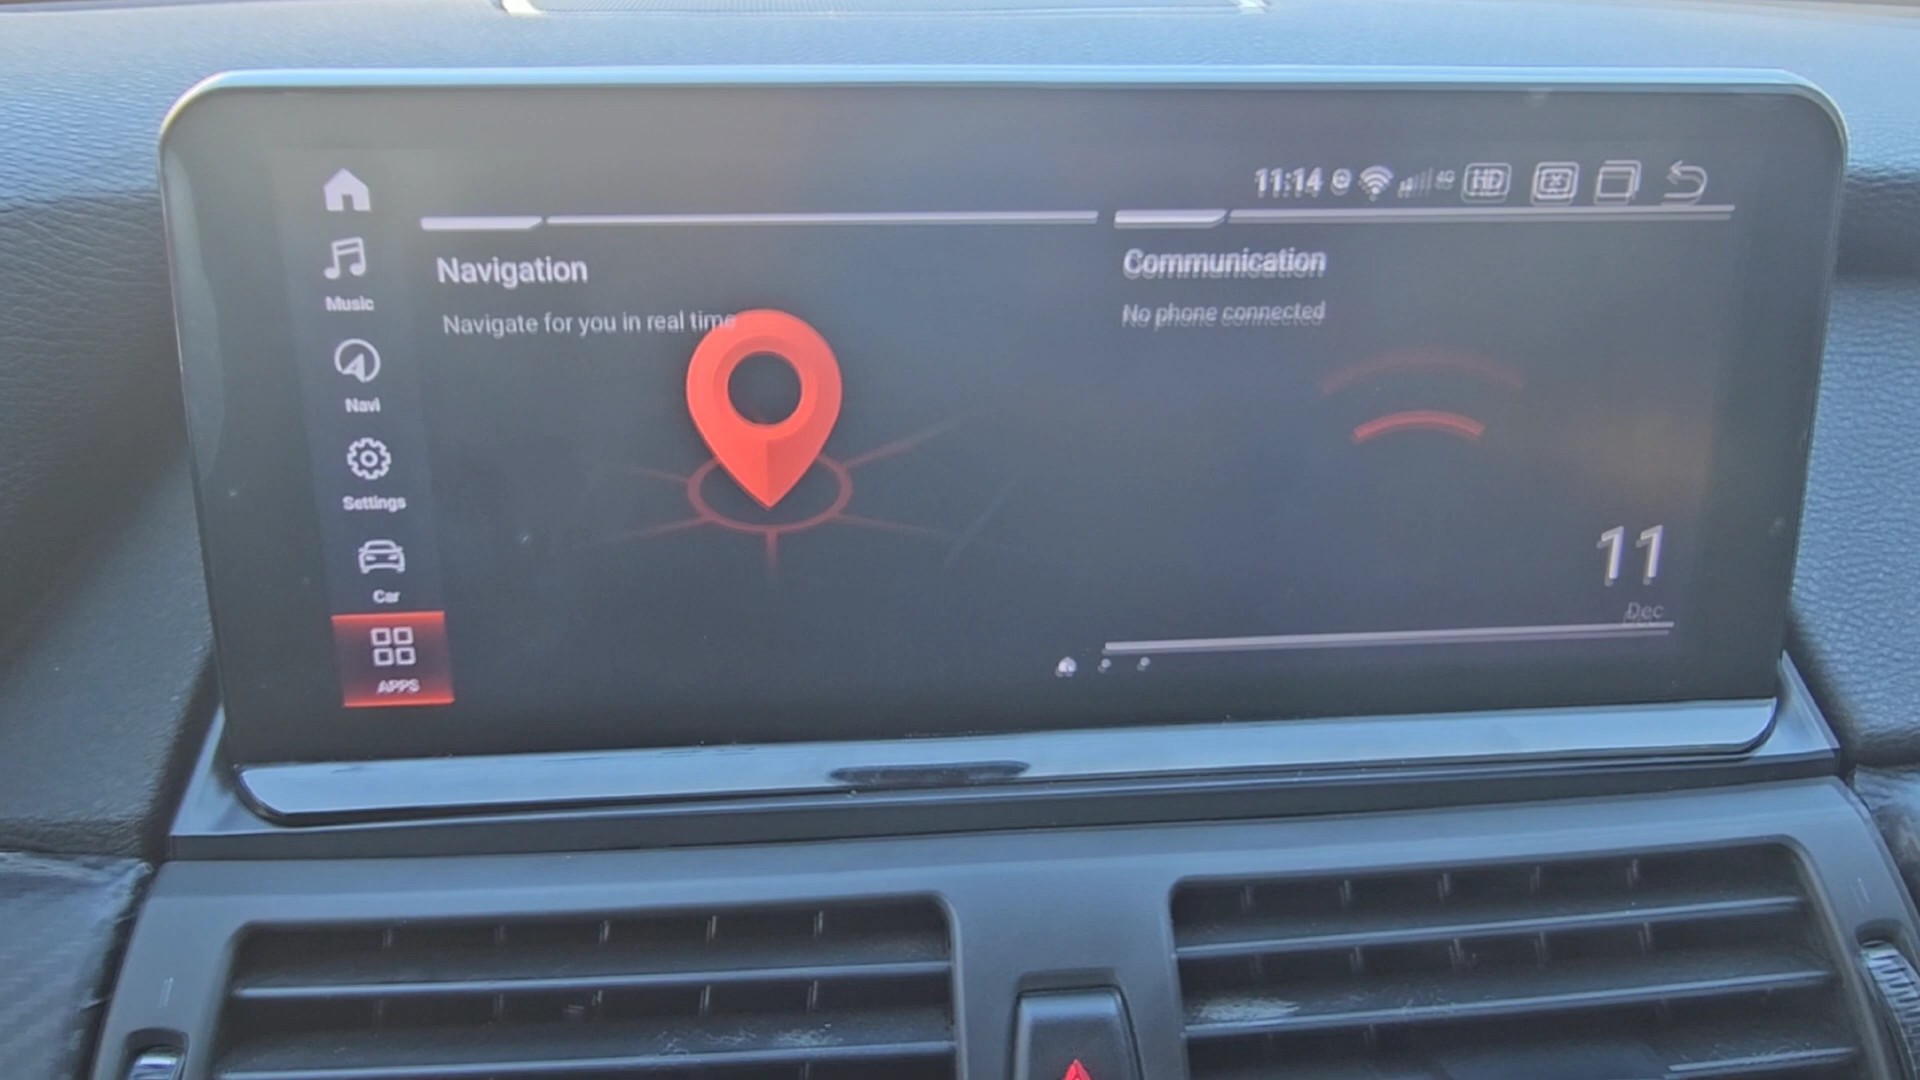 11:14 4G HD
Music
Navi
Settings
Car
APPS
Navigation
Navigate for you in real time
Communication
No phone connected
11
Dec